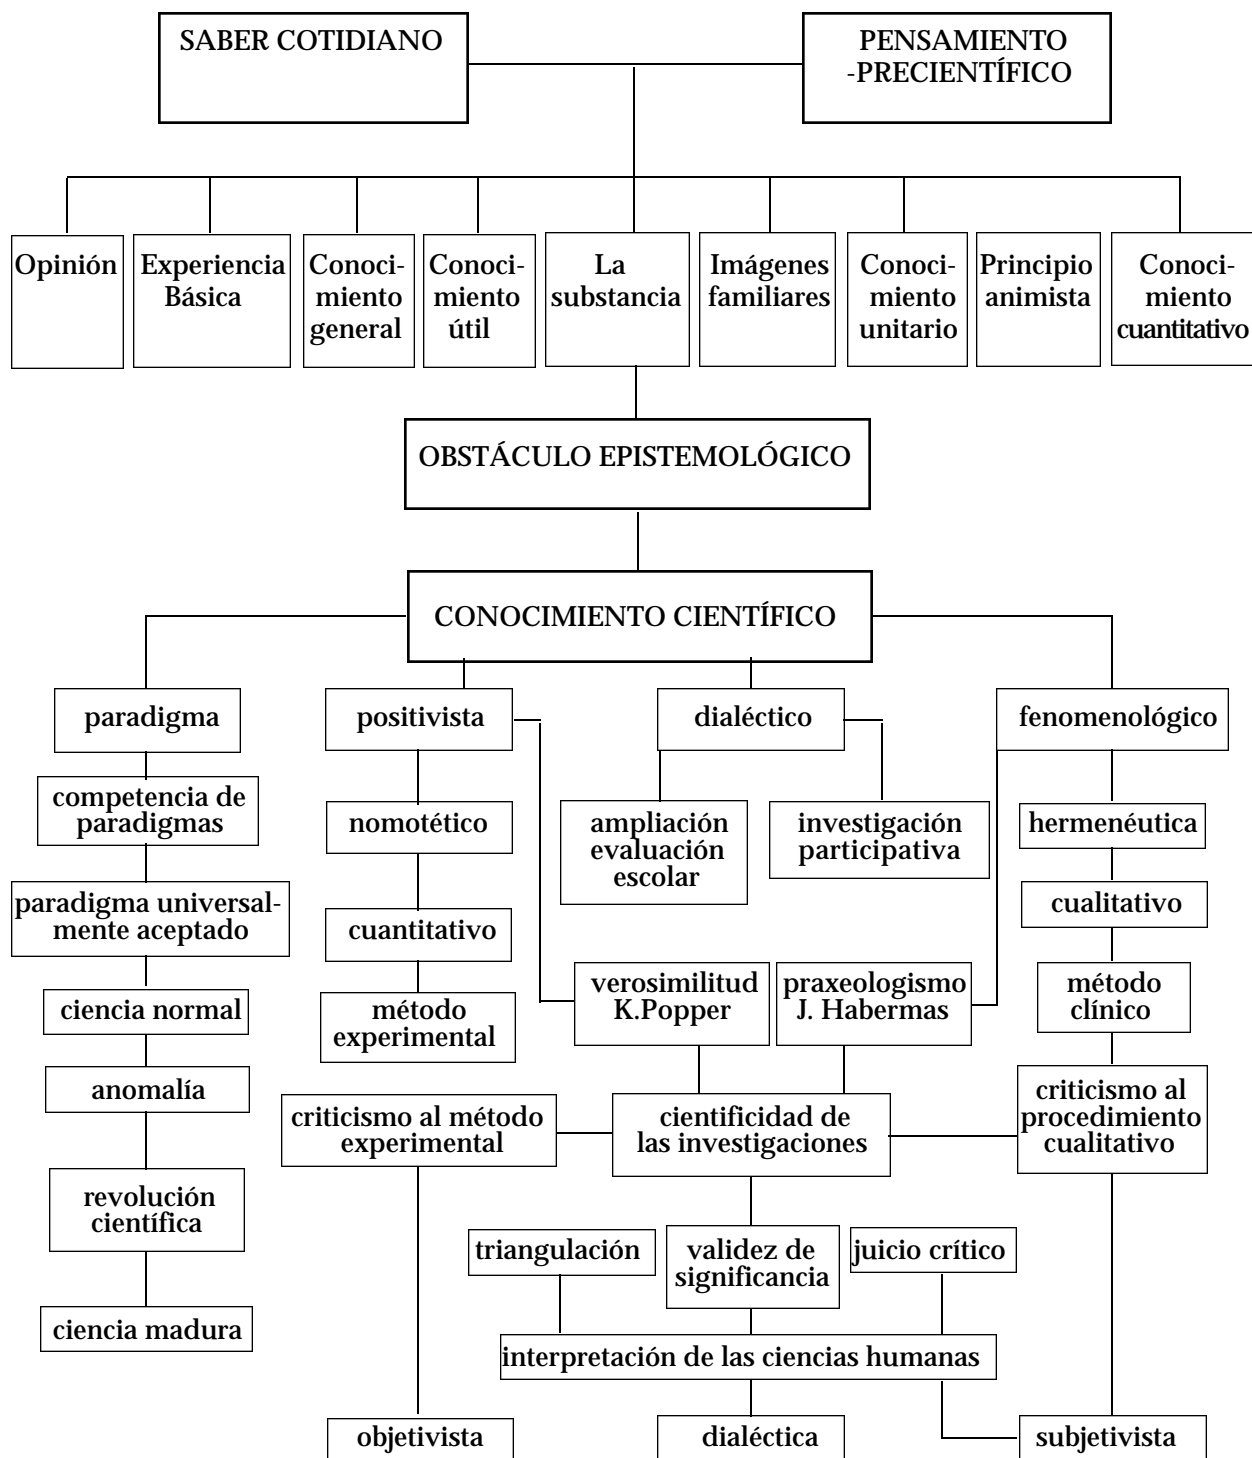 SABER COTIDIANO
PENSAMIENTO
-PRECIENTÍFICO
Opinión
Experiencia
Básica
Conoci-
miento
general
Conoci-
miento
útil
La
substancia
Imágenes
familiares
Conoci-
miento
unitario
Principio
animista
Conoci-
miento
cuantitativo
OBSTÁCULO EPISTEMOLÓGICO
CONOCIMIENTO CIENTÍFICO
paradigma
positivista
dialéctico
fenomenológico
competencia de
paradigmas
nomotético
ampliación
evaluación
escolar
investigación
participativa
hermenéutica
paradigma universal-
mente aceptado
cuantitativo
cualitativo
ciencia normal
método
experimental
verosimilitud
K.Popper
praxeologismo
J. Habermas
método
clínico
anomalía
criticismo al método
experimental
cientificidad de
las investigaciones
criticismo al
procedimiento
cualitativo
revolución
científica
triangulación
validez de
significancia
juicio crítico
ciencia madura
interpretación de las ciencias humanas
objetivista
dialéctica
subjetivista